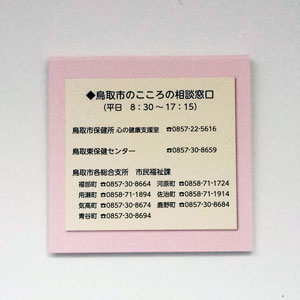 ◆鳥取市のこころの相談窓口
(平日 8:30~17:15)
鳥取市保健所 心の健康支援室 ☎0857-22-5616
鳥取東保健センター ☎0857-30-8659
鳥取市各総合支所 市民福祉課
福部町 ☎0857-30-8664 河原町 ☎0858-71-1724
用瀬町 ☎0858-71-1894 佐治町 ☎0858-71-1914
気高町 ☎0857-30-8674 鹿野町 ☎0857-30-8684
青谷町 ☎0857-30-8694